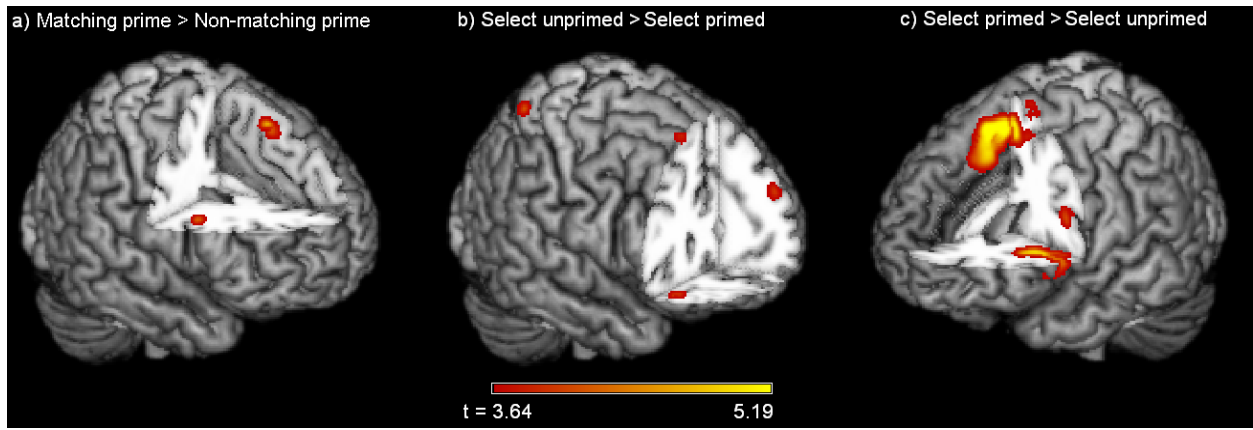 a) Matching prime > Non-matching prime
b) Select unprimed > Select primed
c) Select primed > Select unprimed
t = 3.64
5.19